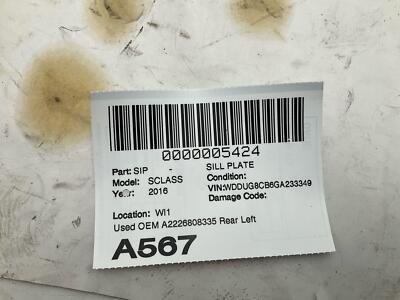 0000005424
Part: SIP - SILL PLATE
Model: SCLASS Condition:
Year: 2016 VIN:WDDUG8CB6GA233349
Damage Code:
Location: WI1
Used OEM A2226808335 Rear Left
A567